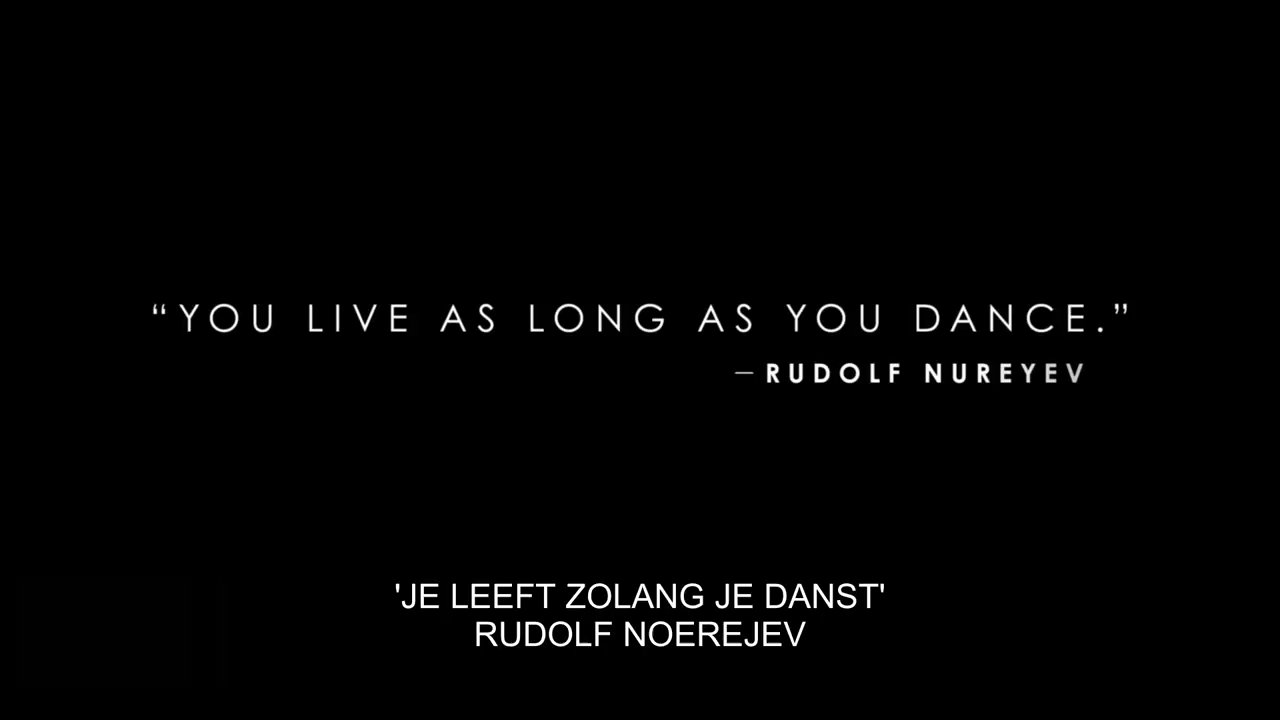 “YOU LIVE AS LONG AS YOU DANCE.”
—RUDOLF NUREYEV
'JE LEEFT ZOLANG JE DANST'
RUDOLF NOEREJEV